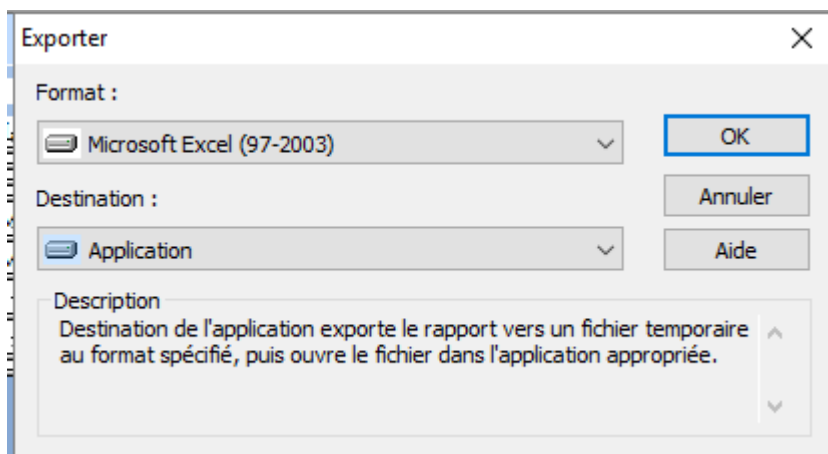 Exporter
Format :
Microsoft Excel (97-2003)
OK
Destination :
Annuler
Application
Aide
Description
Destination de l'application exporte le rapport vers un fichier temporaire
au format spécifié, puis ouvre le fichier dans l'application appropriée.